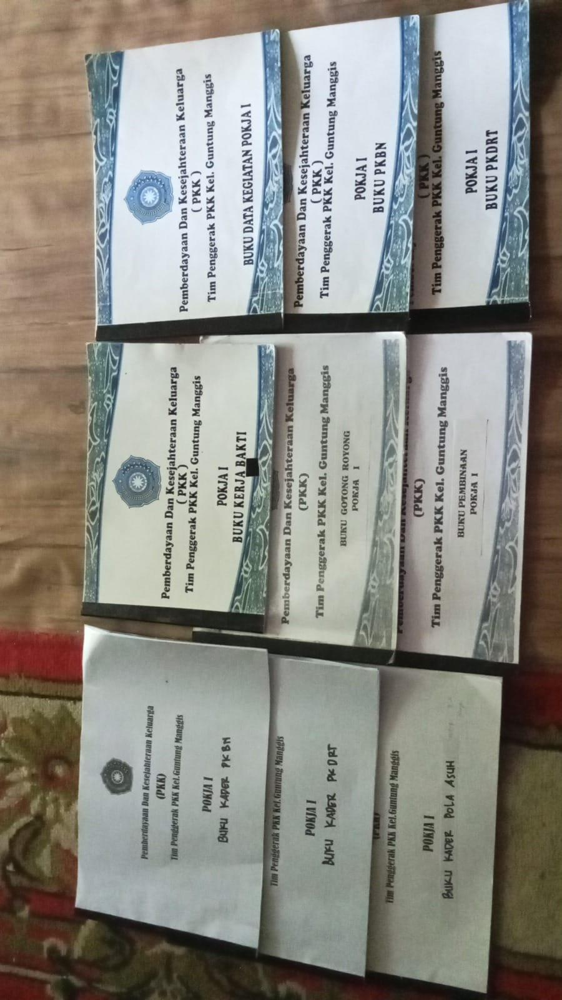 Pemberdayaan Dan Kesejahteraan Keluarga
(PKK)
Tim Penggerak PKK Kel.Guntung Manggis
POKJA I
BUKU KADER PKBN
Tim Penggerak PKK Kel.Guntung Manggis
POKJA I
BUKU KADER PKDRT
(PKK)
Tim Penggerak PKK Kel.Guntung Manggis
POKJA I
BUKU KADER POLA ASUH
Pemberdayaan Dan Kesejahteraan Keluarga
( PKK )
Tim Penggerak PKK Kel. Guntung Manggis
POKJA I
BUKU KERJA BAKTI
Pemberdayaan Dan Kesejahteraan Keluarga
(PKK)
Tim Penggerak PKK Kel. Guntung Manggis
BUKU GOTONG ROYONG
POKJA I
Pemberdayaan Dan Kesejahteraan Keluarga
(PKK)
Tim Penggerak PKK Kel. Guntung Manggis
BUKU PEMBINAAN
POKJA I
Pemberdayaan Dan Kesejahteraan Keluarga
( PKK )
Tim Penggerak PKK Kel. Guntung Manggis
BUKU DATA KEGIATAN POKJA I
Pemberdayaan Dan Kesejahteraan Keluarga
( PKK )
Tim Penggerak PKK Kel. Guntung Manggis
POKJA I
BUKU PKBN
( PKK )
Tim Penggerak PKK Kel. Guntung Manggis
POKJA I
BUKU PKDRT